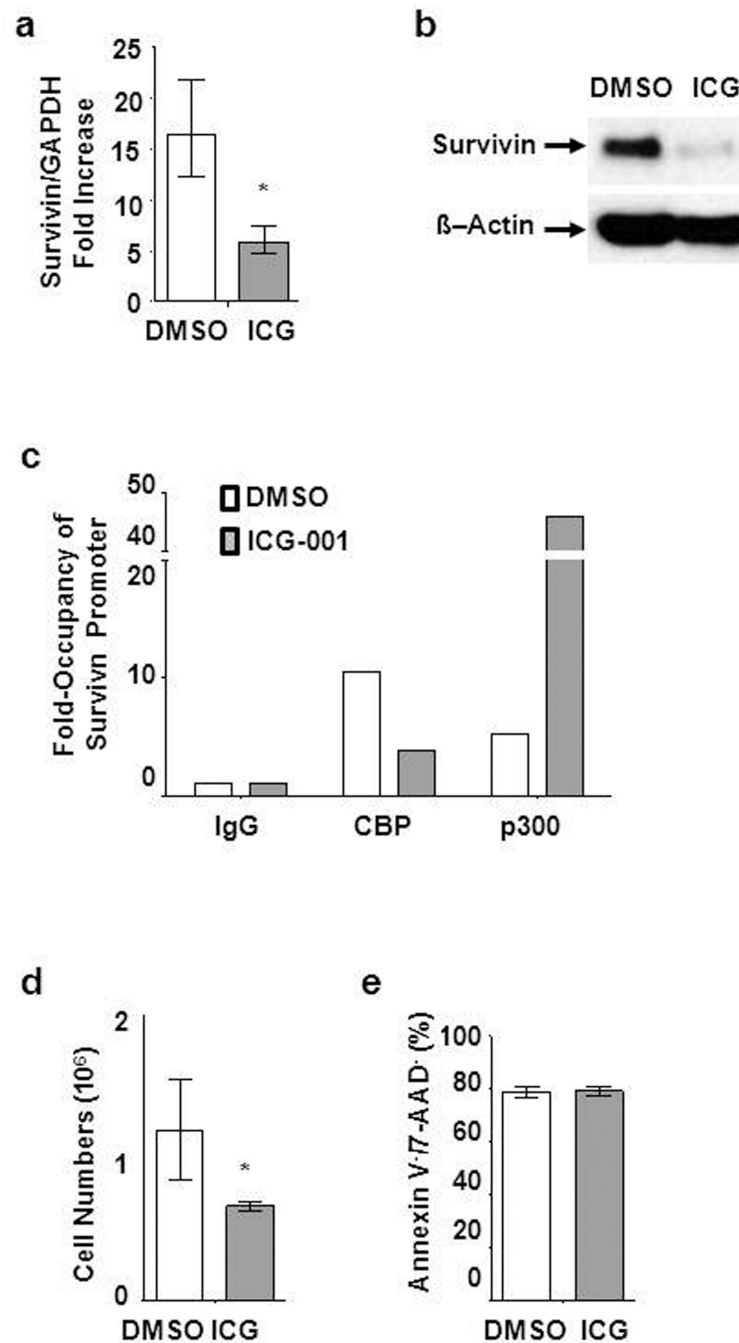 a
Survivin/GAPDH
Fold Increase
25
20
15
10
5
0
*
DMSO ICG
b
DMSO ICG
Survivin
ß–Actin
c
Fold-Occupancy of
Survivn Promoter
50
40
20
10
0
DMSO
ICG-001
IgG CBP p300
d
Cell Numbers (10⁶)
2
1
0
*
DMSO ICG
e
Annexin V⁻/7-AAD⁻ (%)
100
80
60
40
20
0
DMSO ICG